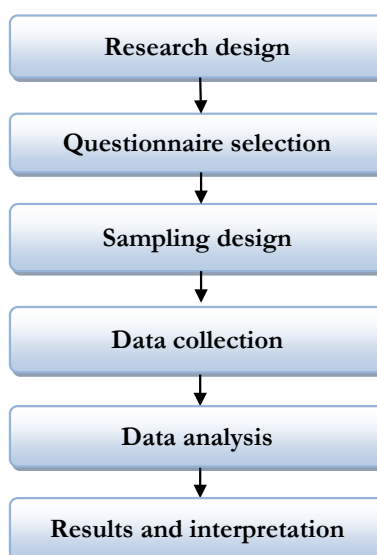 Research design
Questionnaire selection
Sampling design
Data collection
Data analysis
Results and interpretation